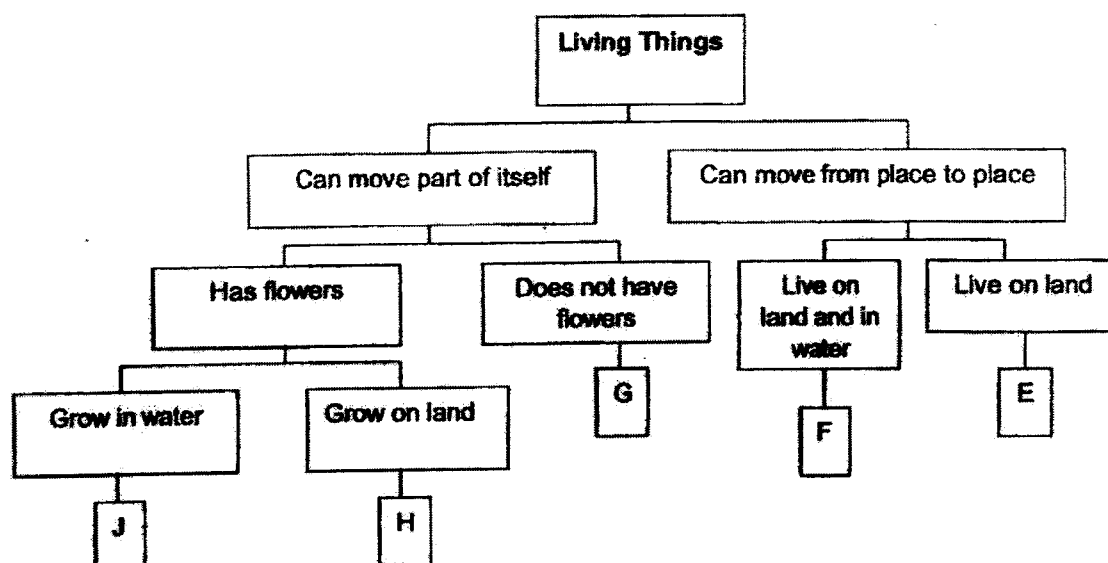 Living Things
Can move part of itself
Can move from place to place
Has flowers
Does not have
flowers
Live on
land and in
water
Live on land
Grow in water
Grow on land
G
F
E
J
H